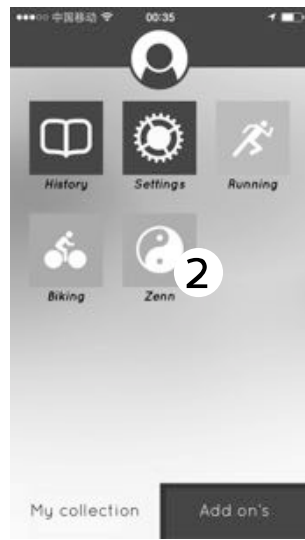 中国移动 00:35
History Settings Running
Biking Zenn
2
My collection Add on's